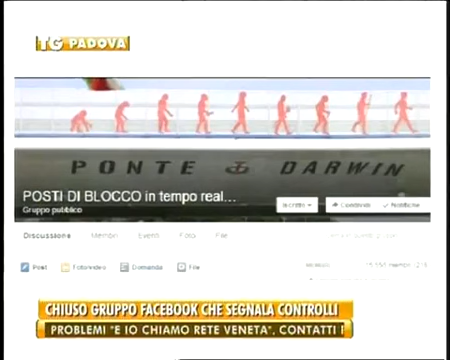 TG PADOVA
PONTE DARWIN
POSTI DI BLOCCO in tempo real...
Gruppo pubblico
Iscritto
Condividi
Notifiche
Discussione
Membri
Eventi
Foto
File
Post
Foto/video
Domanda
File
CHIUSO GRUPPO FACEBOOK CHE SEGNALA CONTROLLI
PROBLEMI "E IO CHIAMO RETE VENETA". CONTATTI